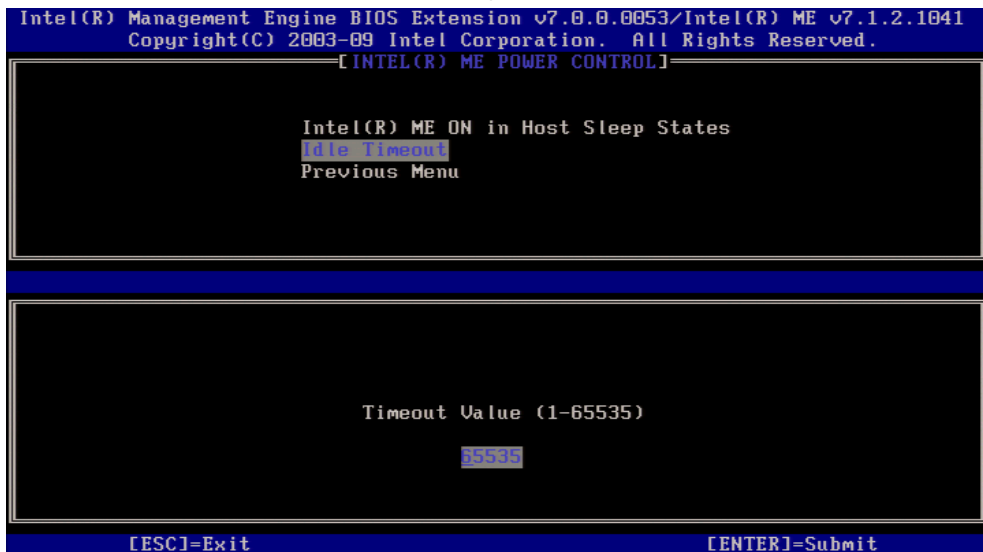 Intel(R) Management Engine BIOS Extension v7.0.0.0053/Intel(R) ME v7.1.2.1041
Copyright(C) 2003-09 Intel Corporation.  All Rights Reserved.
[INTEL(R) ME POWER CONTROL]
Intel(R) ME ON in Host Sleep States
Idle Timeout
Previous Menu
Timeout Value (1-65535)
65535
[ESC]=Exit [ENTER]=Submit